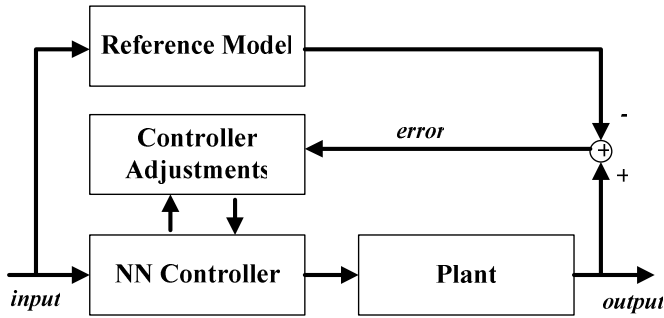 Reference Model
-
Controller
Adjustments
error
+
+
NN Controller
Plant
input
output